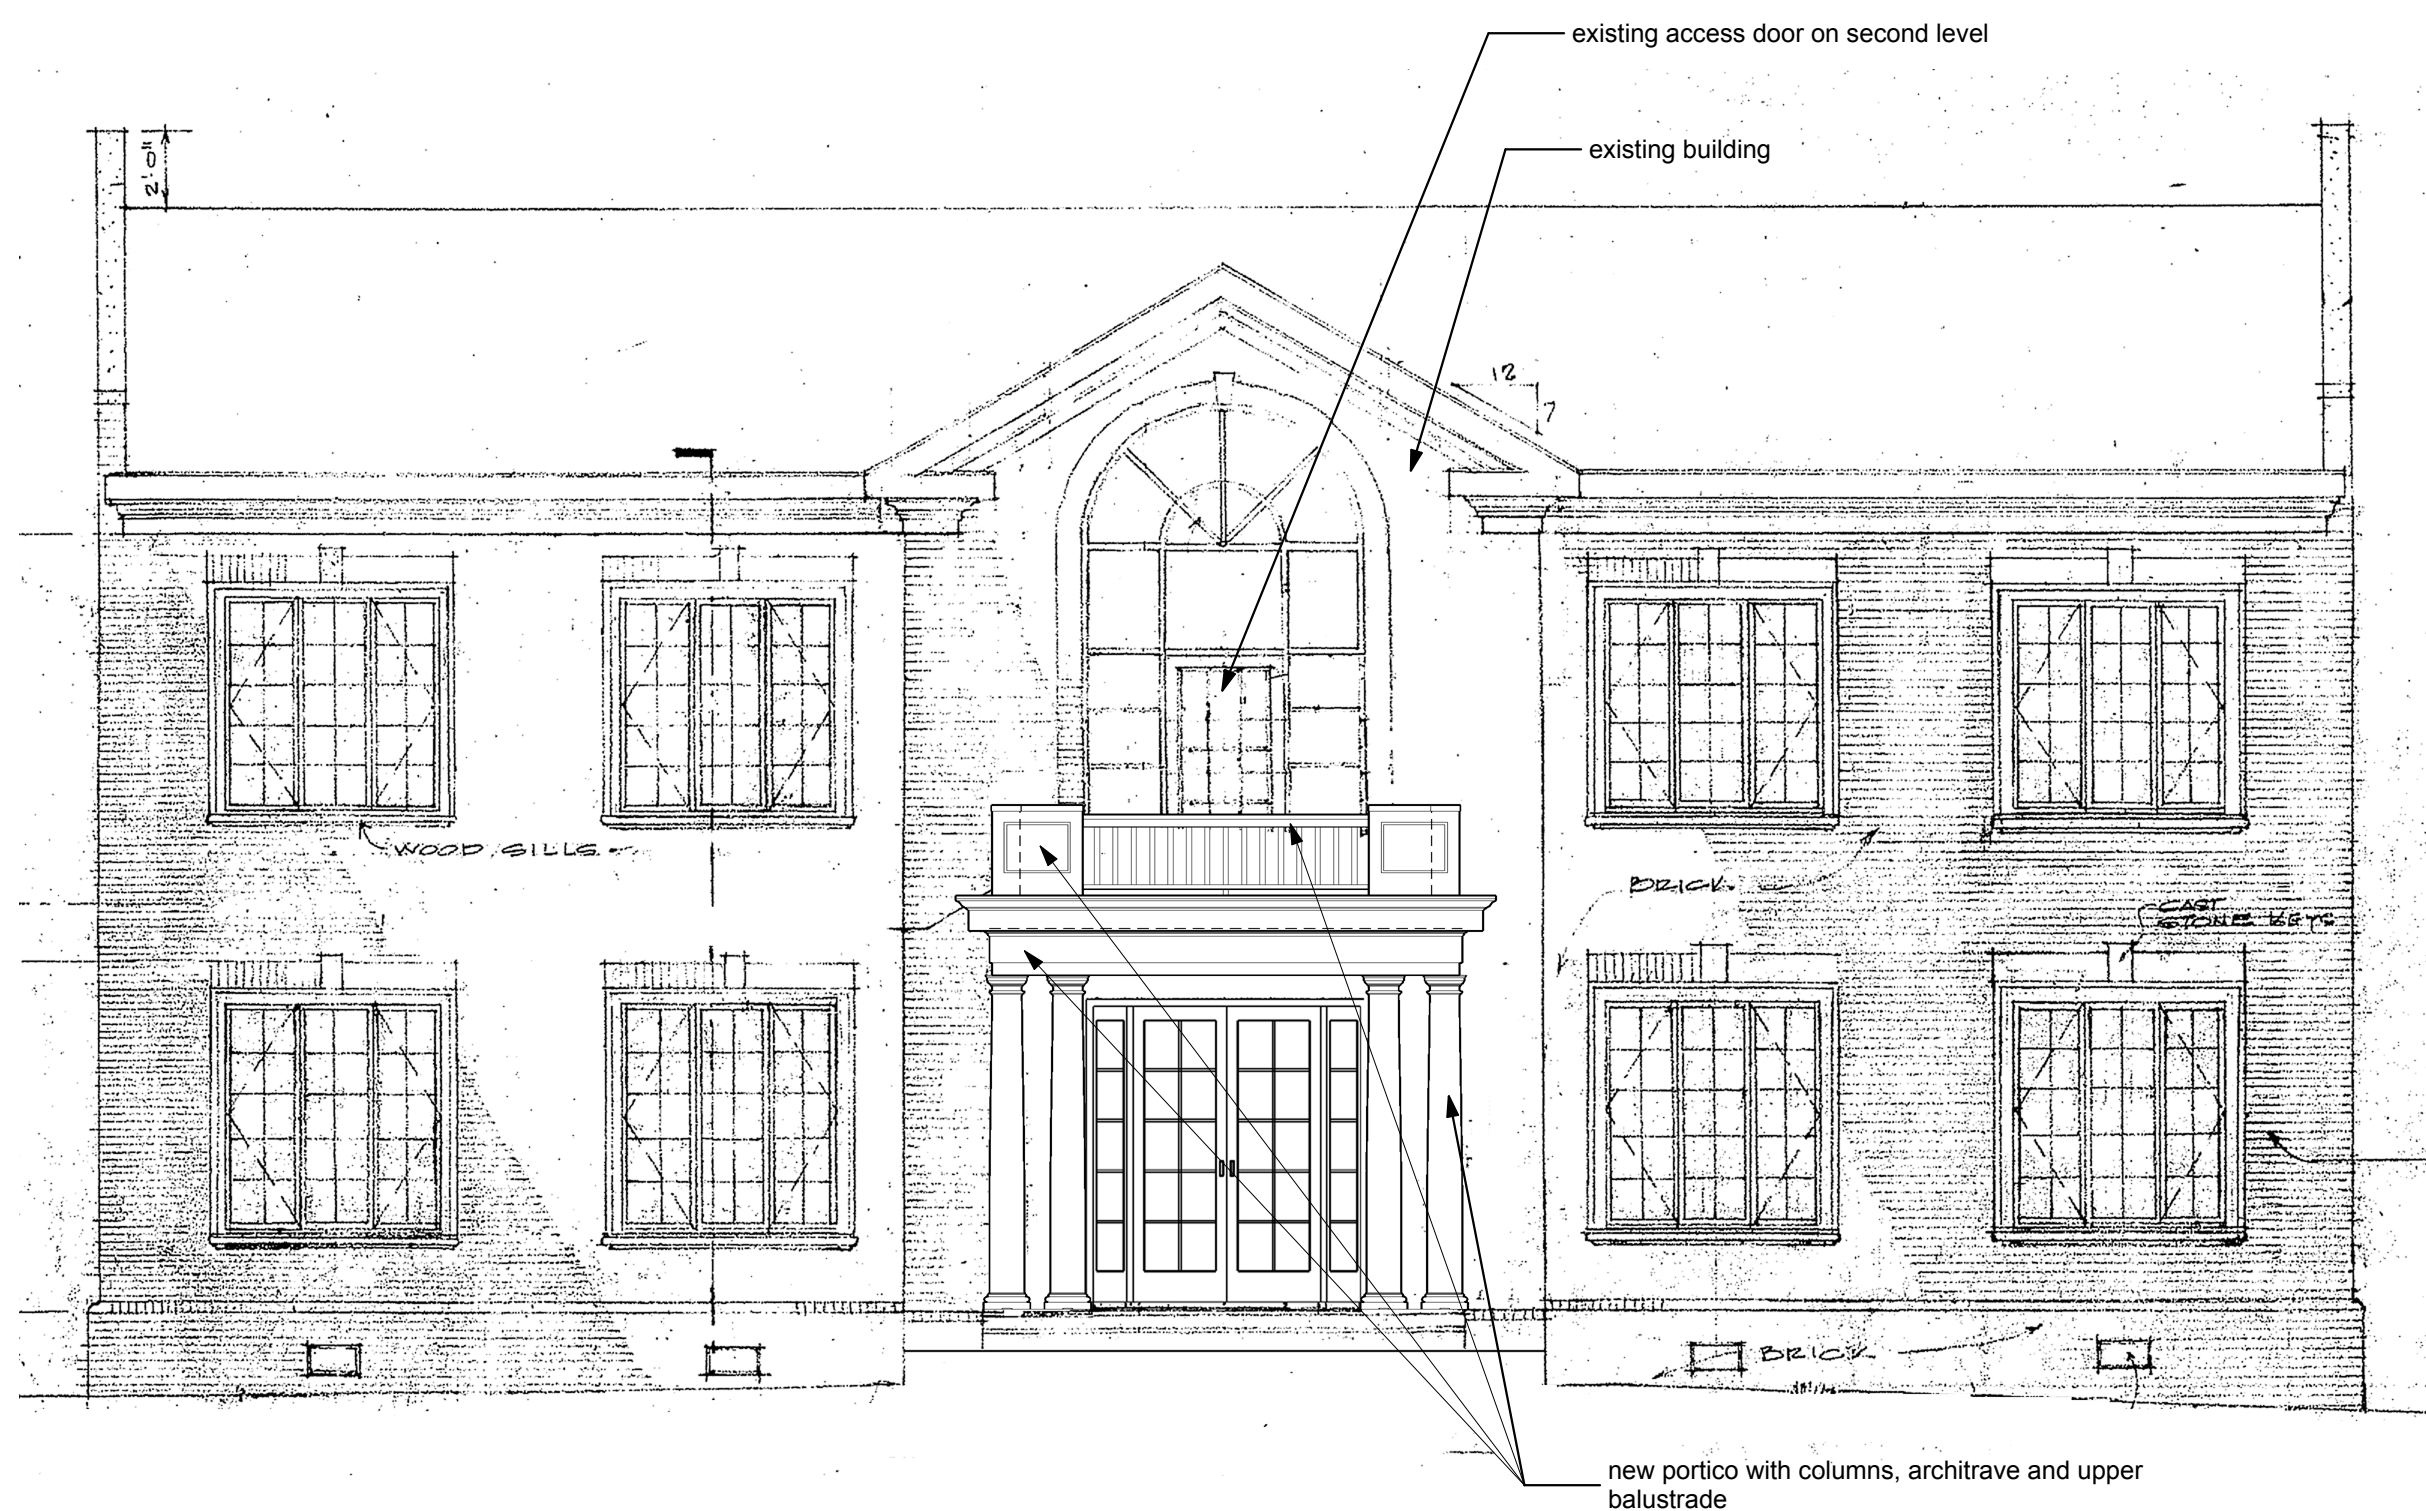 existing access door on second level
existing building
2'-0"
12
7
WOOD SILLS
BRICK
CAST
STONE KEYS
BRICK
new portico with columns, architrave and upper
balustrade